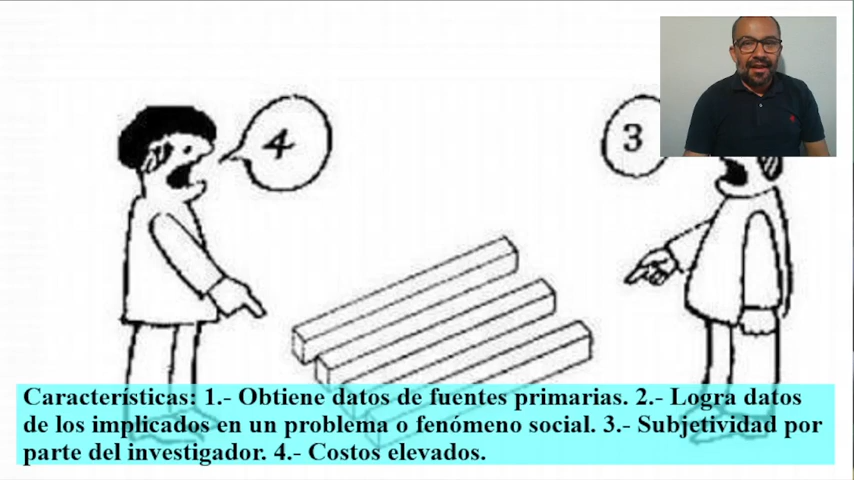 4
3
Características: 1.- Obtiene datos de fuentes primarias. 2.- Logra datos
de los implicados en un problema o fenómeno social. 3.- Subjetividad por
parte del investigador. 4.- Costos elevados.